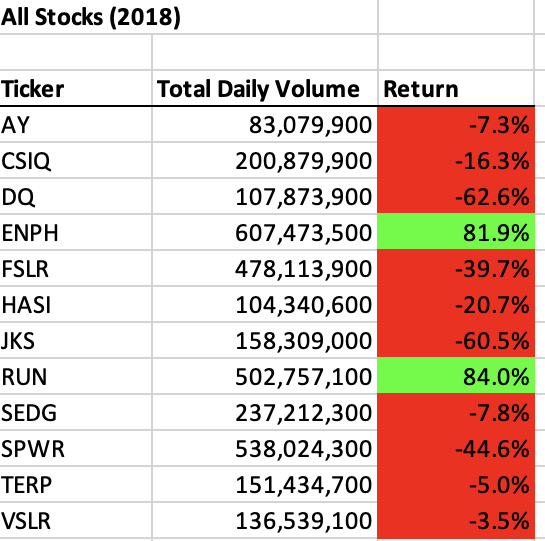 All Stocks (2018)
Ticker Total Daily Volume Return
AY 83,079,900 -7.3%
CSIQ 200,879,900 -16.3%
DQ 107,873,900 -62.6%
ENPH 607,473,500 81.9%
FSLR 478,113,900 -39.7%
HASI 104,340,600 -20.7%
JKS 158,309,000 -60.5%
RUN 502,757,100 84.0%
SEDG 237,212,300 -7.8%
SPWR 538,024,300 -44.6%
TERP 151,434,700 -5.0%
VSLR 136,539,100 -3.5%